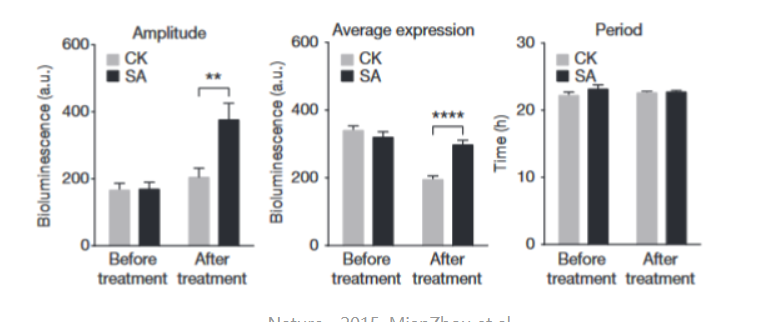 Amplitude
600
400
200
0
Bioluminescence (a.u.)
CK
SA
**
Before treatment
After treatment
Average expression
600
400
200
0
Bioluminescence (a.u.)
CK
SA
****
Before treatment
After treatment
Period
30
20
10
0
Time (h)
CK
SA
Before treatment
After treatment